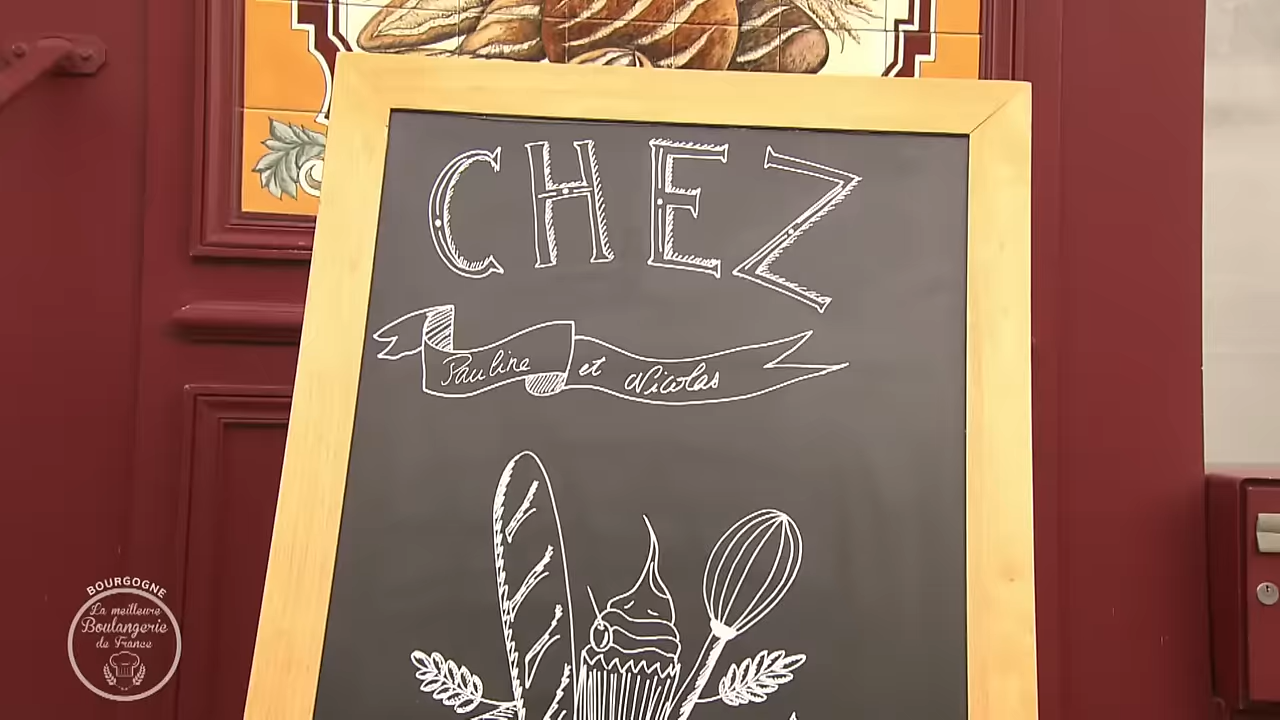 CHEZ
Pauline et Nicolas
BOURGOGNE
La meilleure
Boulangerie
de France